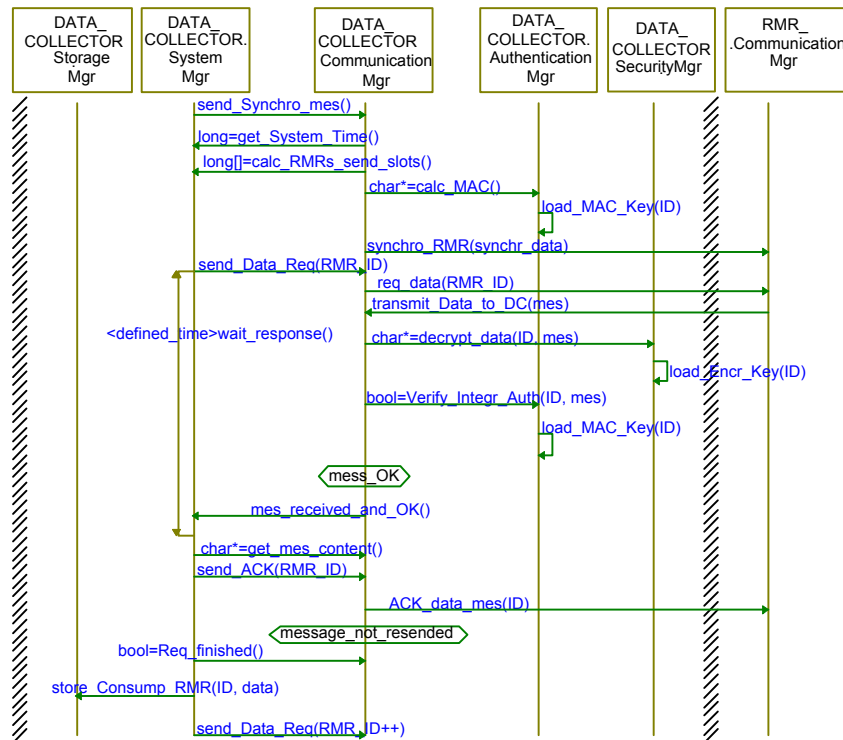 DATA_
COLLECTOR
Storage
Mgr
DATA_
COLLECTOR.
System
Mgr
DATA_
COLLECTOR
Communication
Mgr
DATA_
COLLECTOR.
Authentication
Mgr
DATA_
COLLECTOR
SecurityMgr
RMR_
.Communication
Mgr
send_Synchro_mes()
long=get_System_Time()
long[]=calc_RMRs_send_slots()
char*=calc_MAC()
load_MAC_Key(ID)
synchro_RMR(synchr_data)
send_Data_Req(RMR_ID)
req_data(RMR_ID)
transmit_Data_to_DC(mes)
<defined_time>wait_response()
char*=decrypt_data(ID, mes)
load_Encr_Key(ID)
bool=Verify_Integr_Auth(ID, mes)
load_MAC_Key(ID)
mess_OK
mes_received_and_OK()
char*=get_mes_content()
send_ACK(RMR_ID)
ACK_data_mes(ID)
message_not_resended
bool=Req_finished()
store_Consump_RMR(ID, data)
send_Data_Req(RMR_ID++)